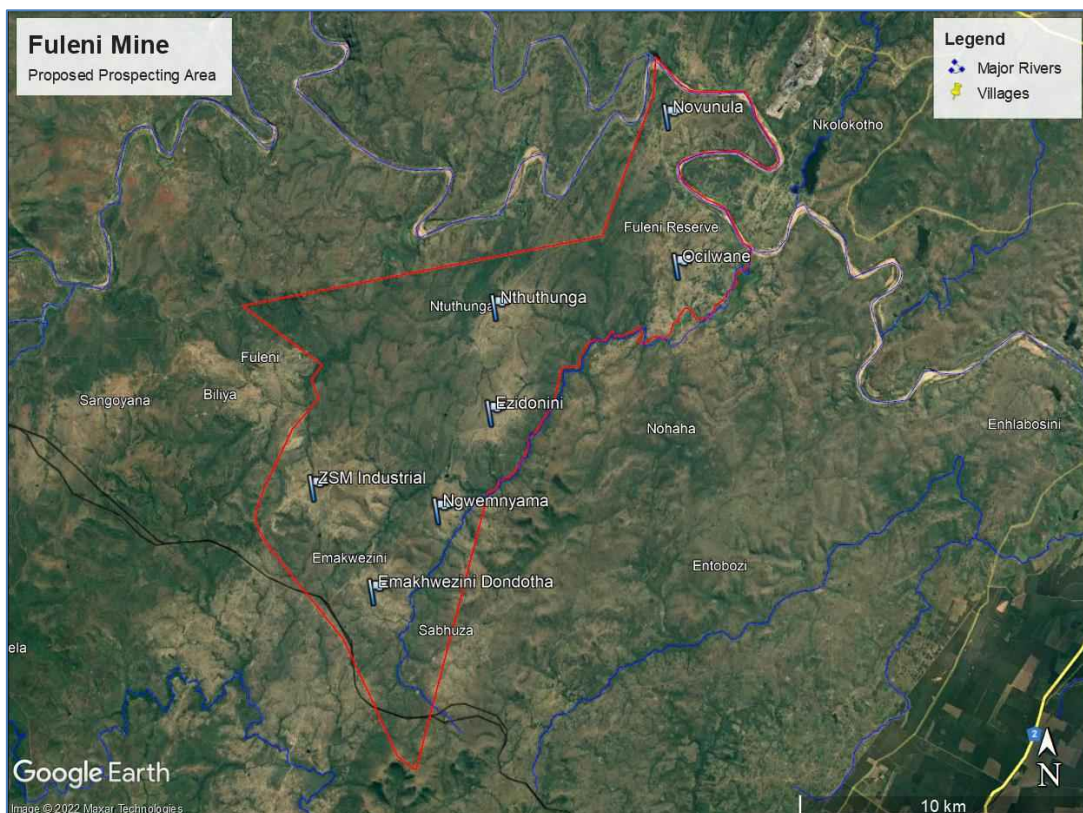 Fuleni Mine
Proposed Prospecting Area
Legend
Major Rivers
Villages
Novunula
Nkolokotho
Fuleni Reserve
Ocilwane
Ntuthunga
Nthuthunga
Fuleni
Biliya
Sangoyana
Ezidonini
Nohaha
Enhlabosini
ZSM Industrial
Ngwemnyama
Emakwezini
Entobozi
Emakhwezini Dondotha
Sabhuza
ela
2
N
Google Earth
Image © 2022 Maxar Technologies
10 km